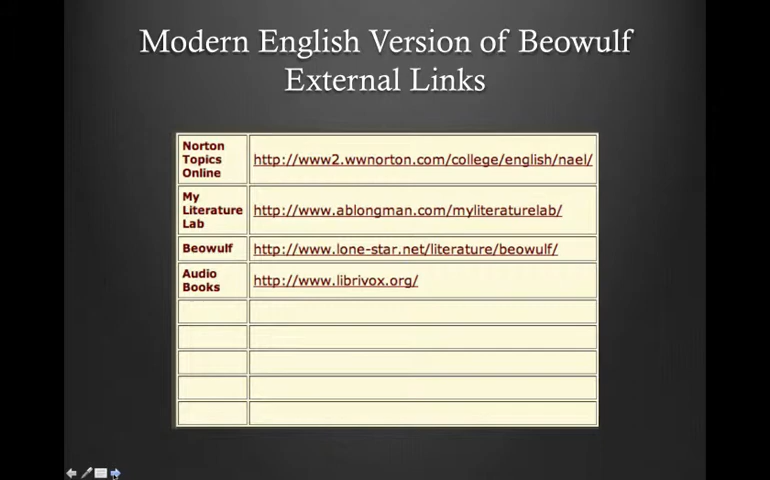 Modern English Version of Beowulf
External Links
Norton
Topics
Online
http://www2.wwnorton.com/college/english/nael/
My
Literature
Lab
http://www.ablongman.com/myliteraturelab/
Beowulf
http://www.lone-star.net/literature/beowulf/
Audio
Books
http://www.librivox.org/